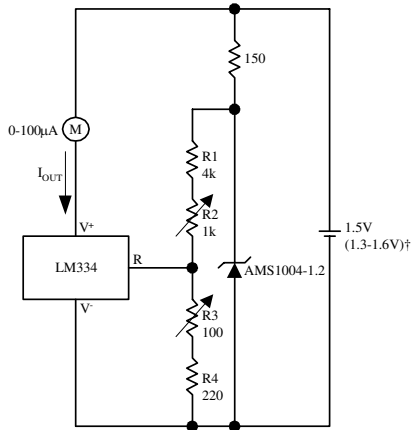 150
0-100µA
M
R1
4k
I_OUT
R2
1k
V+
1.5V
(1.3-1.6V)†
LM334
R
AMS1004-1.2
V-
R3
100
R4
220